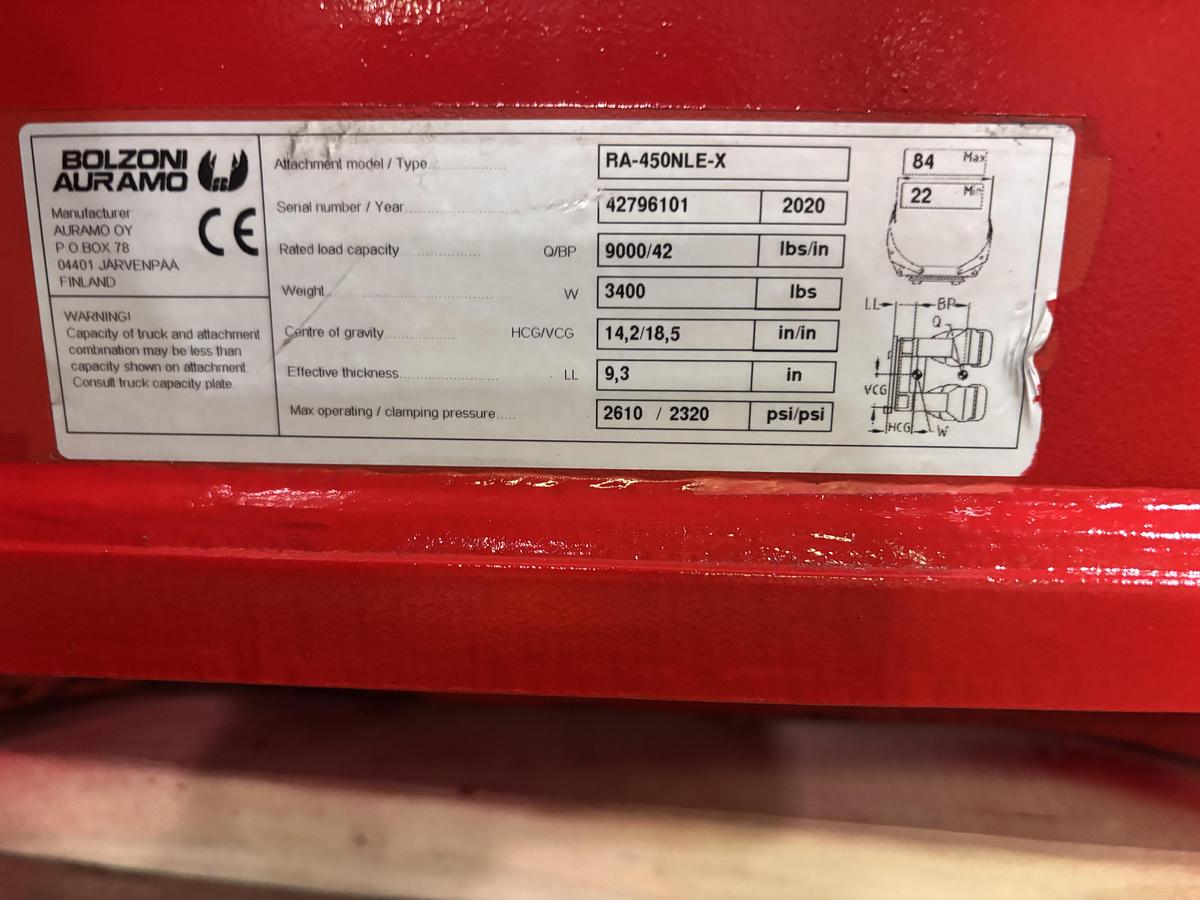 BOLZONI
AURAMO
CE
Manufacturer
AURAMO OY
P O BOX 78
04401 JÄRVENPÄÄ
FINLAND
WARNING!
Capacity of truck and attachment
combination may be less than
capacity shown on attachment.
Consult truck capacity plate.
Attachment model / Type.................. RA-450NLE-X
Serial number / Year.................. 42796101 2020
Rated load capacity.................. Q/BP 9000/42 lbs/in
Weight.................. W 3400 lbs
Centre of gravity.................. HCG/VCG 14,2/18,5 in/in
Effective thickness.................. LL 9,3 in
Max operating / clamping pressure..... 2610 / 2320 psi/psi
84 Max
22 Min
LL BP
Q
VCG
HCG W